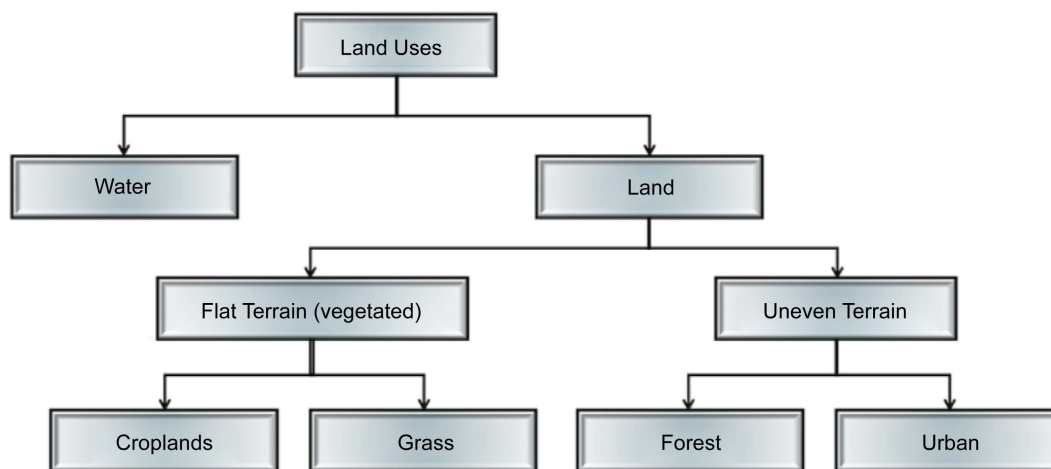 Land Uses
Water
Land
Flat Terrain (vegetated)
Uneven Terrain
Croplands
Grass
Forest
Urban